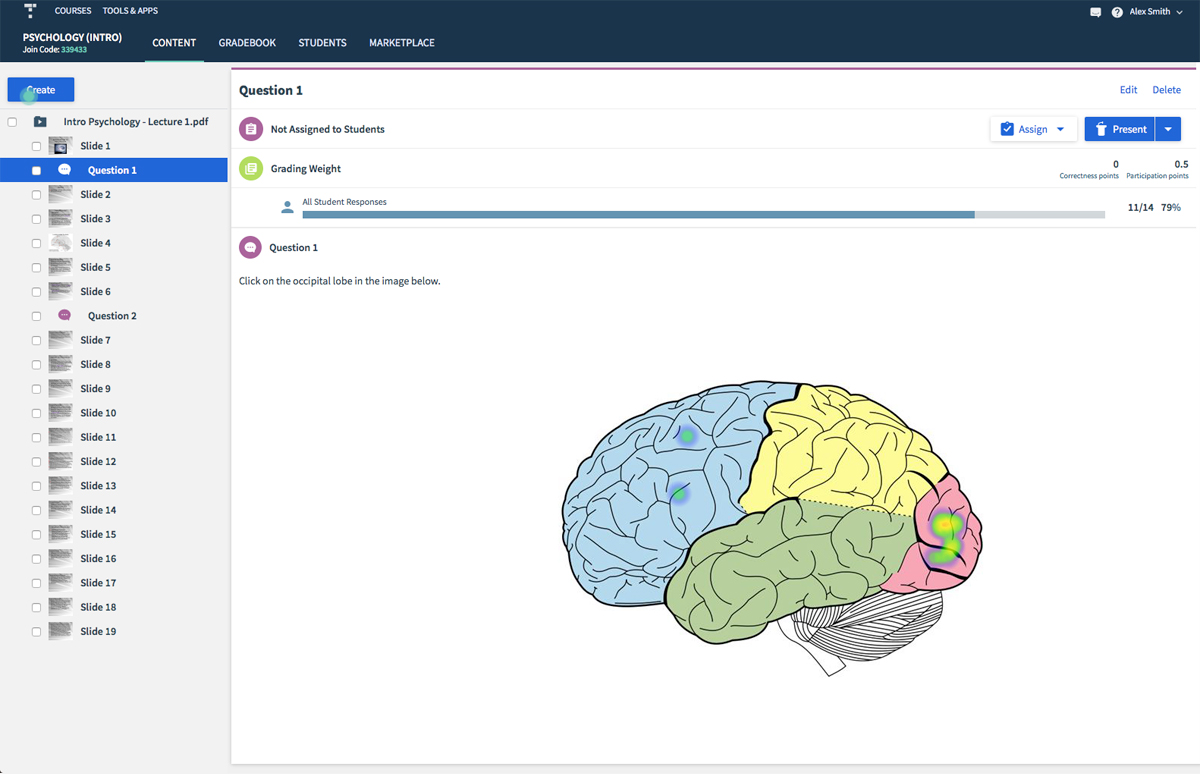 COURSES TOOLS & APPS
Alex Smith
PSYCHOLOGY (INTRO)
Join Code: 339433
CONTENT GRADEBOOK STUDENTS MARKETPLACE
Create
Intro Psychology - Lecture 1.pdf
Slide 1
Question 1
Slide 2
Slide 3
Slide 4
Slide 5
Slide 6
Question 2
Slide 7
Slide 8
Slide 9
Slide 10
Slide 11
Slide 12
Slide 13
Slide 14
Slide 15
Slide 16
Slide 17
Slide 18
Slide 19
Question 1
Edit Delete
Not Assigned to Students
Assign
Present
Grading Weight
0
Correctness points
0.5
Participation points
All Student Responses
11/14 79%
Question 1
Click on the occipital lobe in the image below.